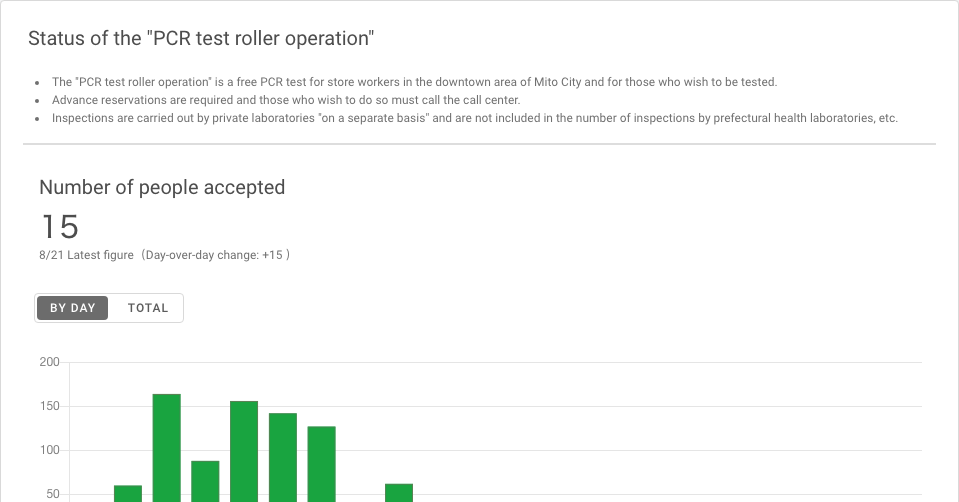 Status of the "PCR test roller operation"
The "PCR test roller operation" is a free PCR test for store workers in the downtown area of Mito City and for those who wish to be tested.
Advance reservations are required and those who wish to do so must call the call center.
Inspections are carried out by private laboratories "on a separate basis" and are not included in the number of inspections by prefectural health laboratories, etc.
Number of people accepted
15
8/21 Latest figure（Day-over-day change: +15 ）
BY DAY TOTAL
200
150
100
50